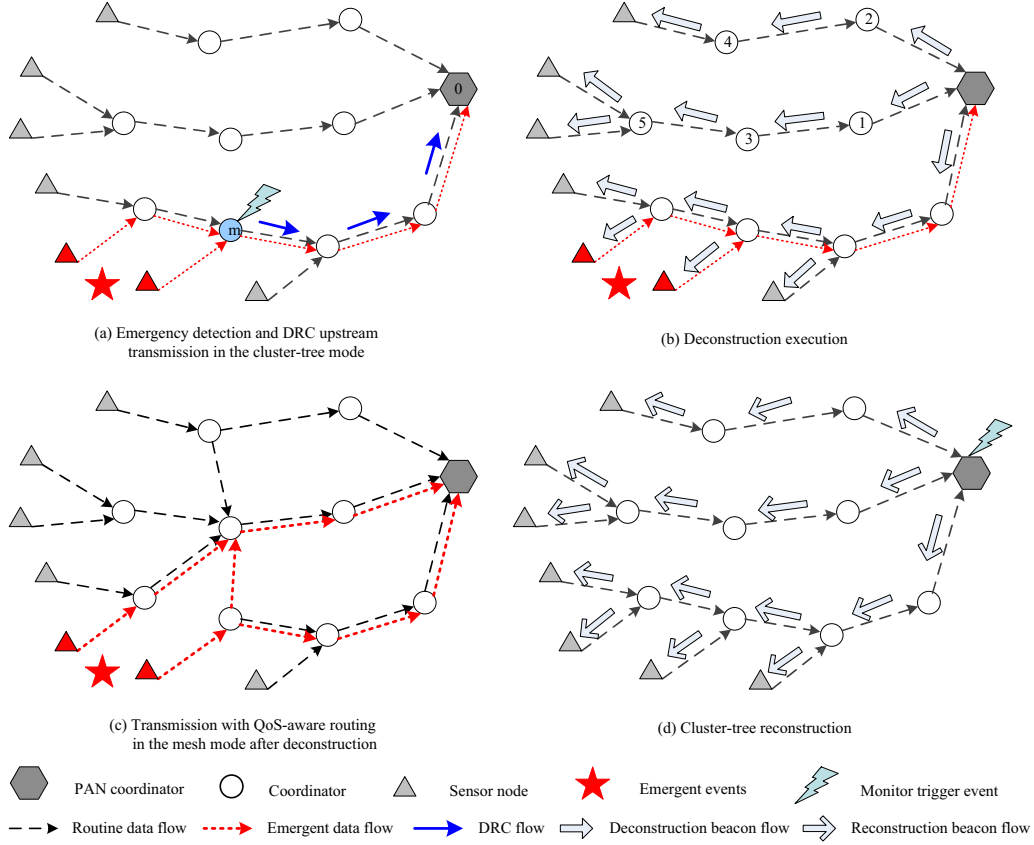 0
m
2
4
1
3
5
(a) Emergency detection and DRC upstream
transmission in the cluster-tree mode
(b) Deconstruction execution
(c) Transmission with QoS-aware routing
in the mesh mode after deconstruction
(d) Cluster-tree reconstruction
PAN coordinator
Coordinator
Sensor node
Emergent events
Monitor trigger event
Routine data flow
Emergent data flow
DRC flow
Deconstruction beacon flow
Reconstruction beacon flow